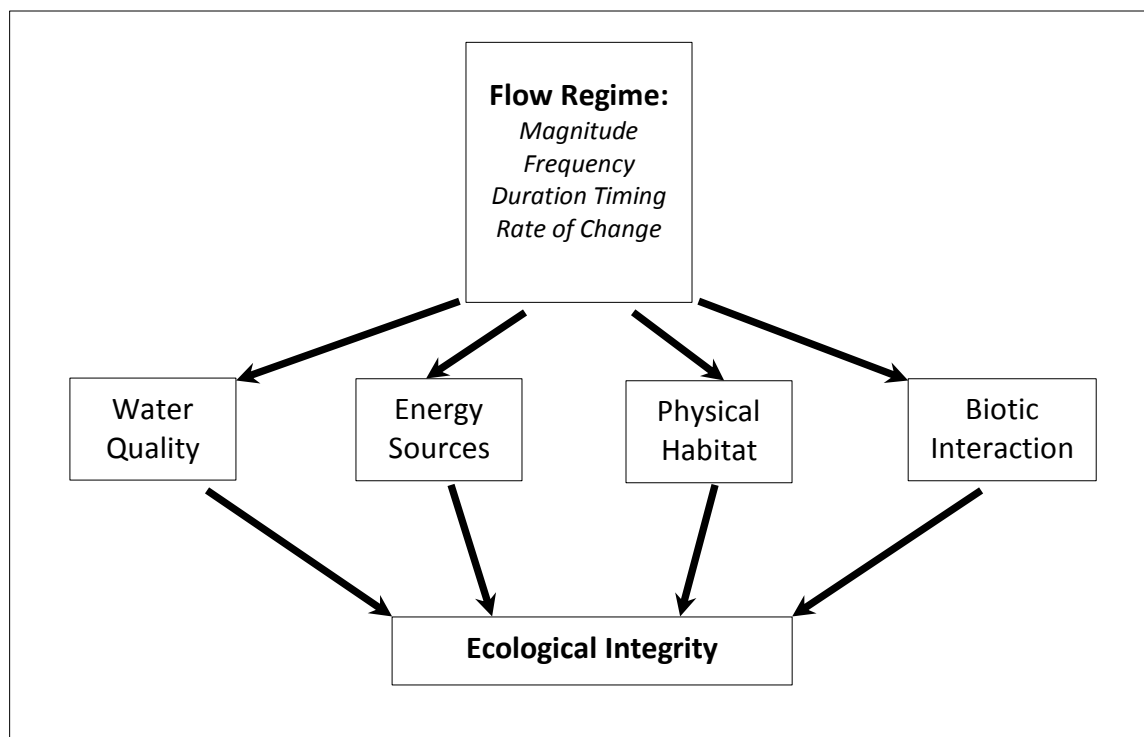 Flow Regime:
Magnitude
Frequency
Duration Timing
Rate of Change
Water
Quality
Energy
Sources
Physical
Habitat
Biotic
Interaction
Ecological Integrity